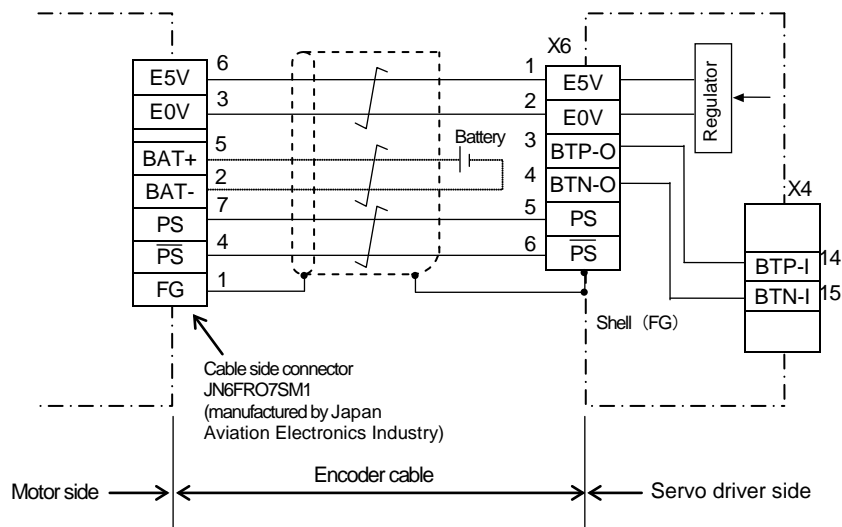 X6
6
E5V
3
E0V
5
BAT+
2
BAT-
7
PS
4
PS
1
FG
Battery
1
E5V
2
E0V
3
BTP-O
4
BTN-O
5
PS
6
PS
Regulator
X4
BTP-I
14
BTN-I
15
Shell (FG)
Cable side connector
JN6FRO7SM1
(manufactured by Japan
Aviation Electronics Industry)
Motor side
Encoder cable
Servo driver side